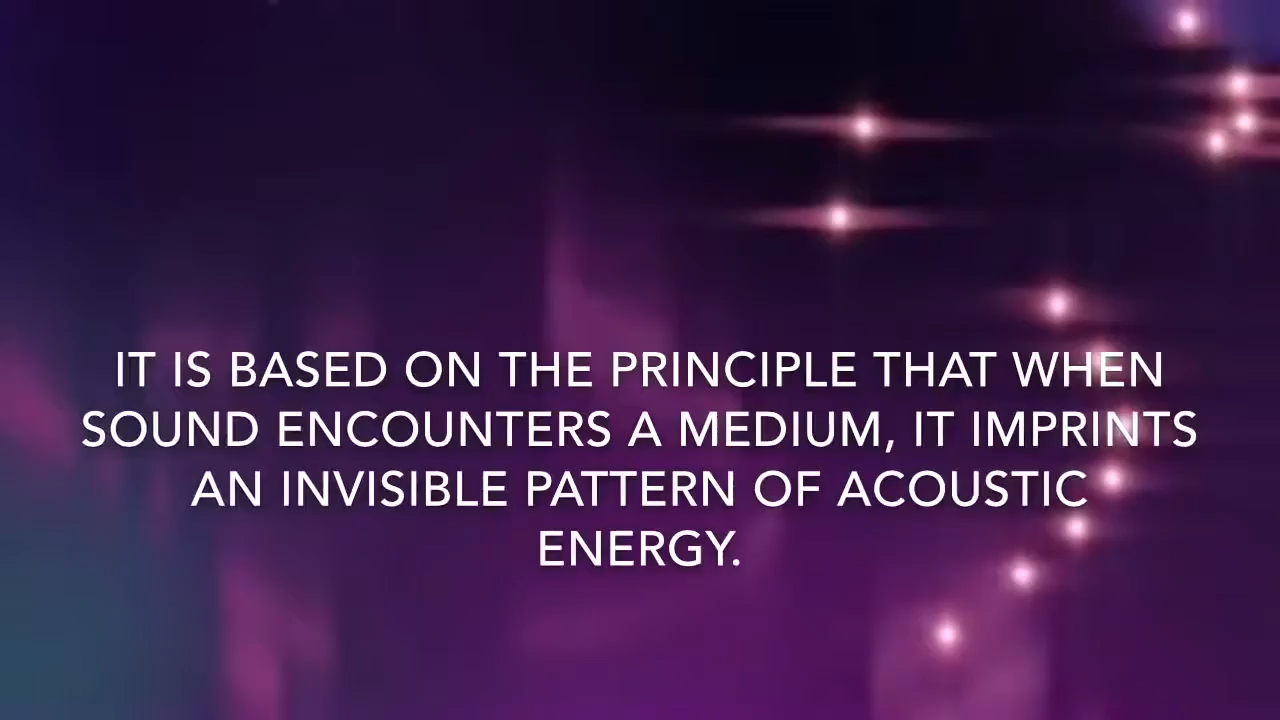 IT IS BASED ON THE PRINCIPLE THAT WHEN
SOUND ENCOUNTERS A MEDIUM, IT IMPRINTS
AN INVISIBLE PATTERN OF ACOUSTIC
ENERGY.